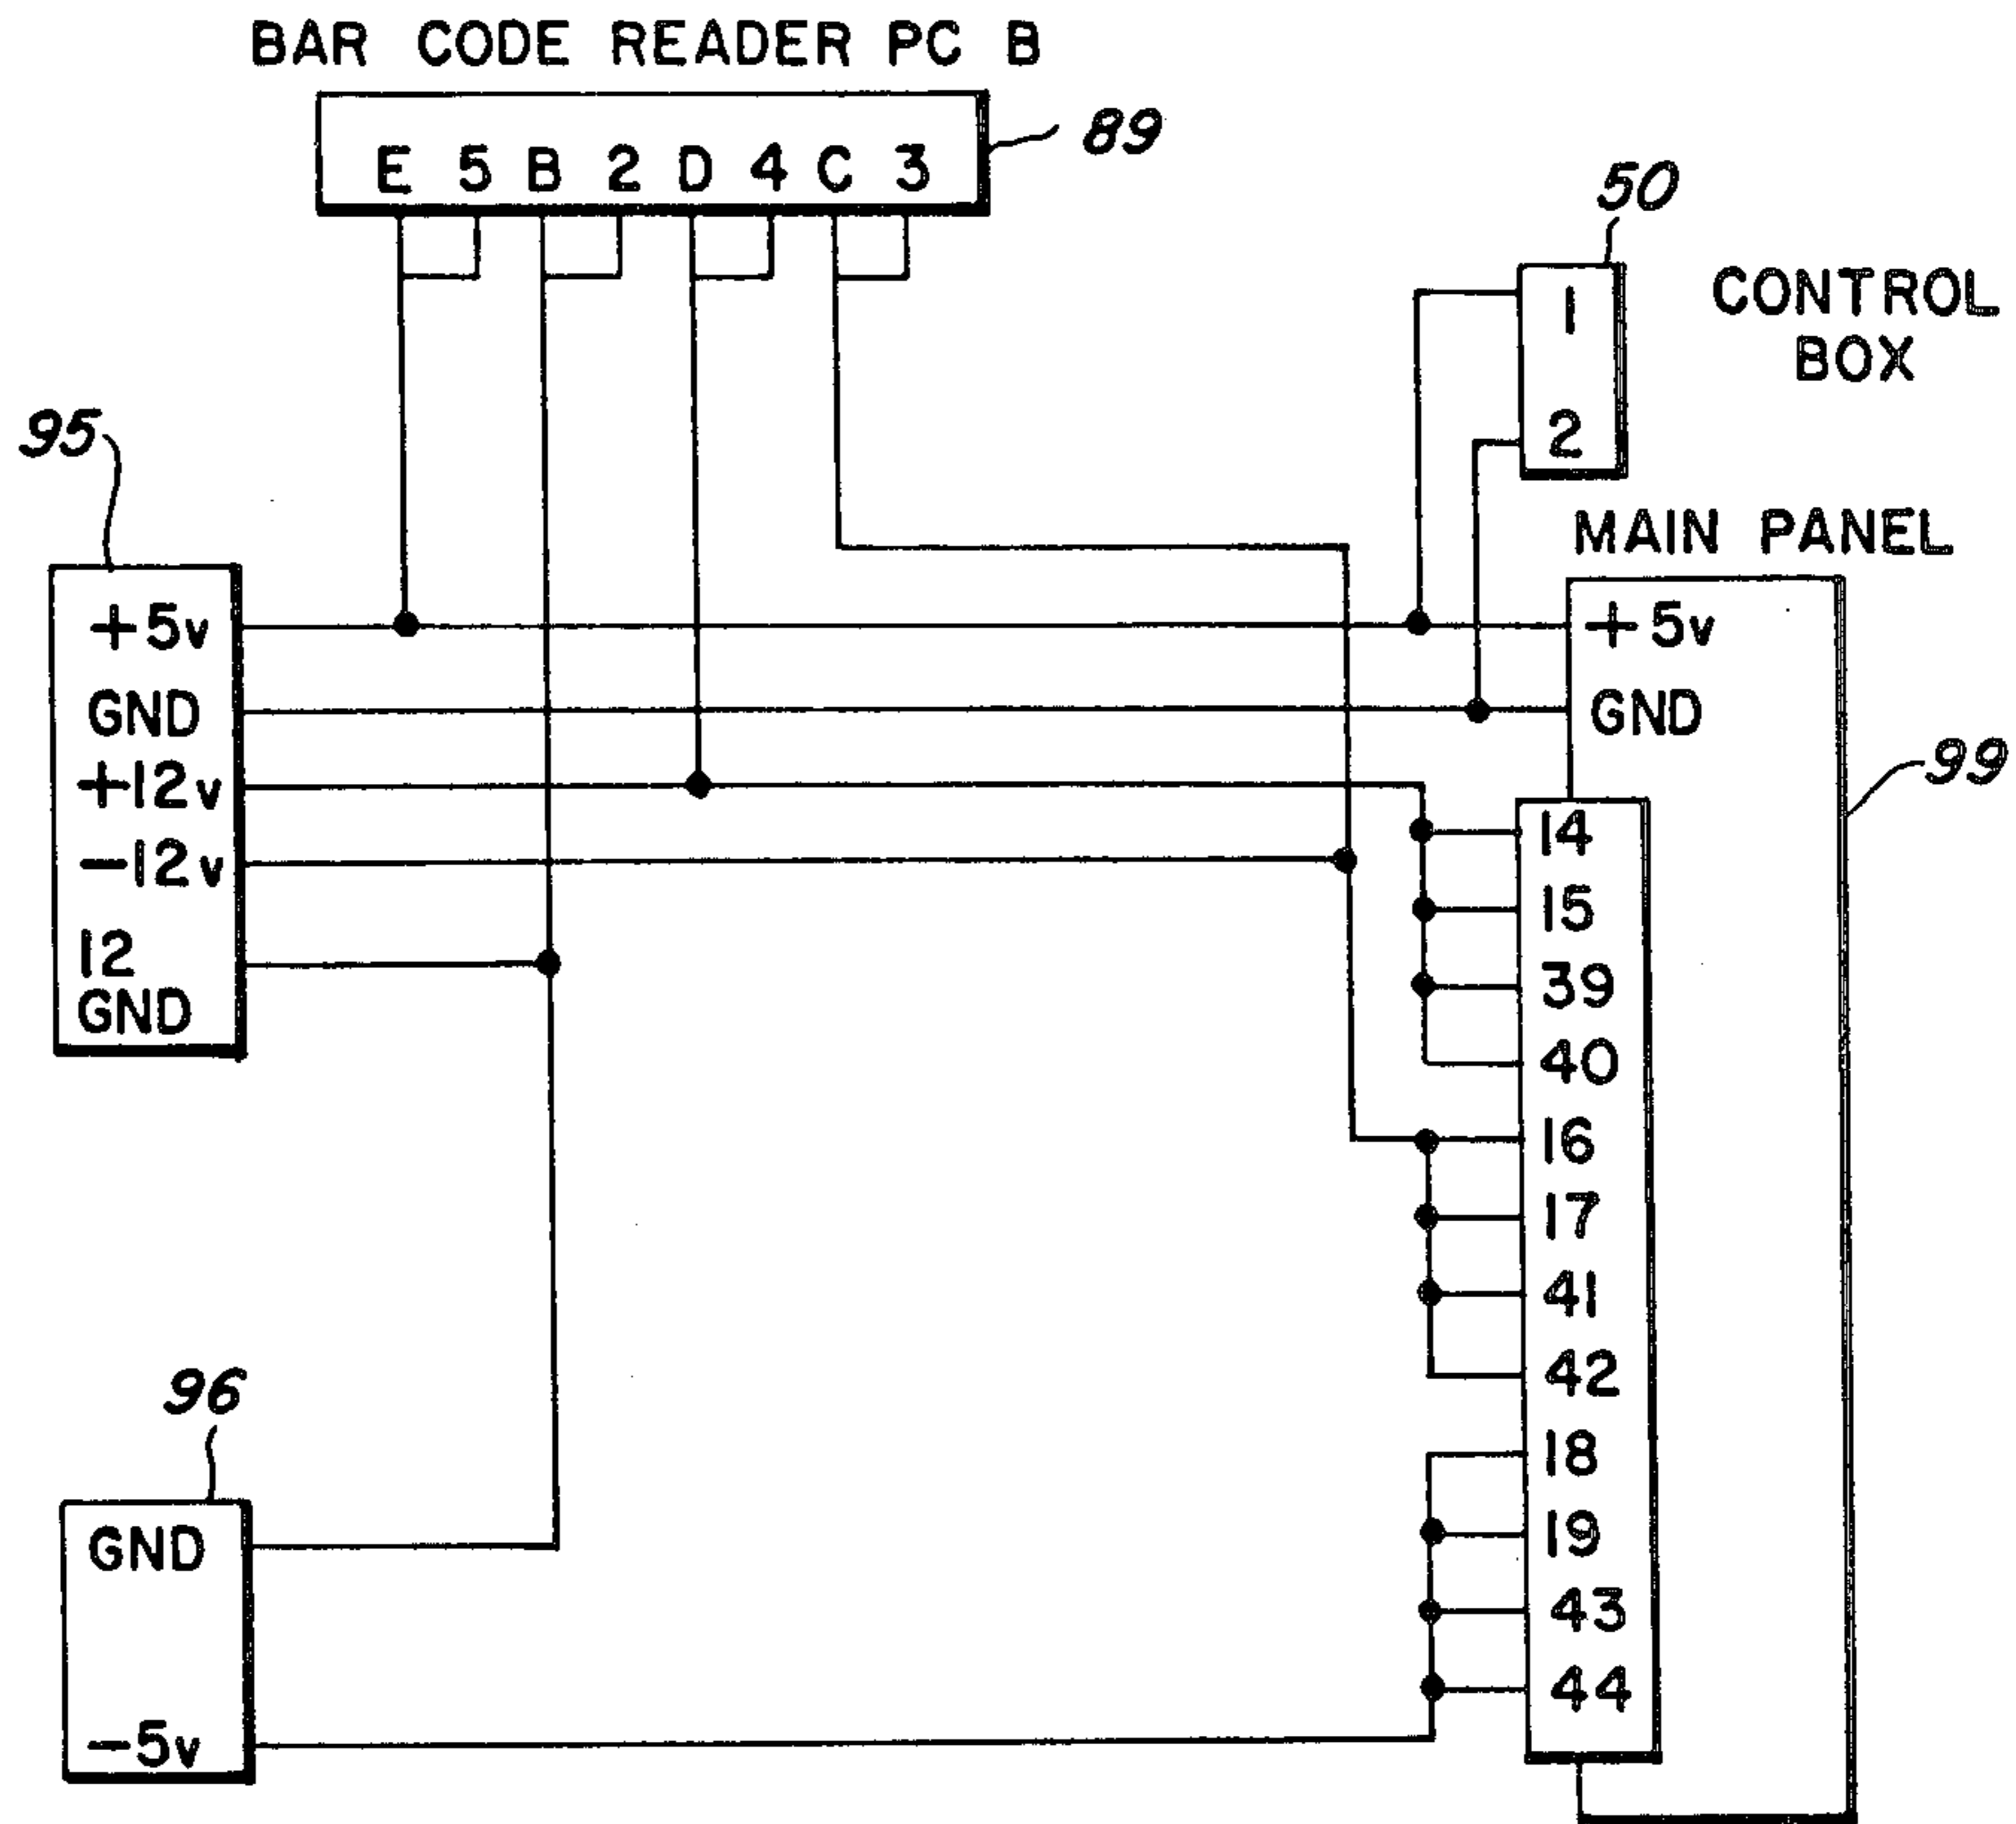 BAR CODE READER PC B
E 5 B 2 D 4 C 3
89
50
1
2
CONTROL
BOX
95
+5v
GND
+12v
-12v
12
GND
MAIN PANEL
+5v
GND
99
14
15
39
40
16
17
41
42
18
19
43
44
96
GND
-5v